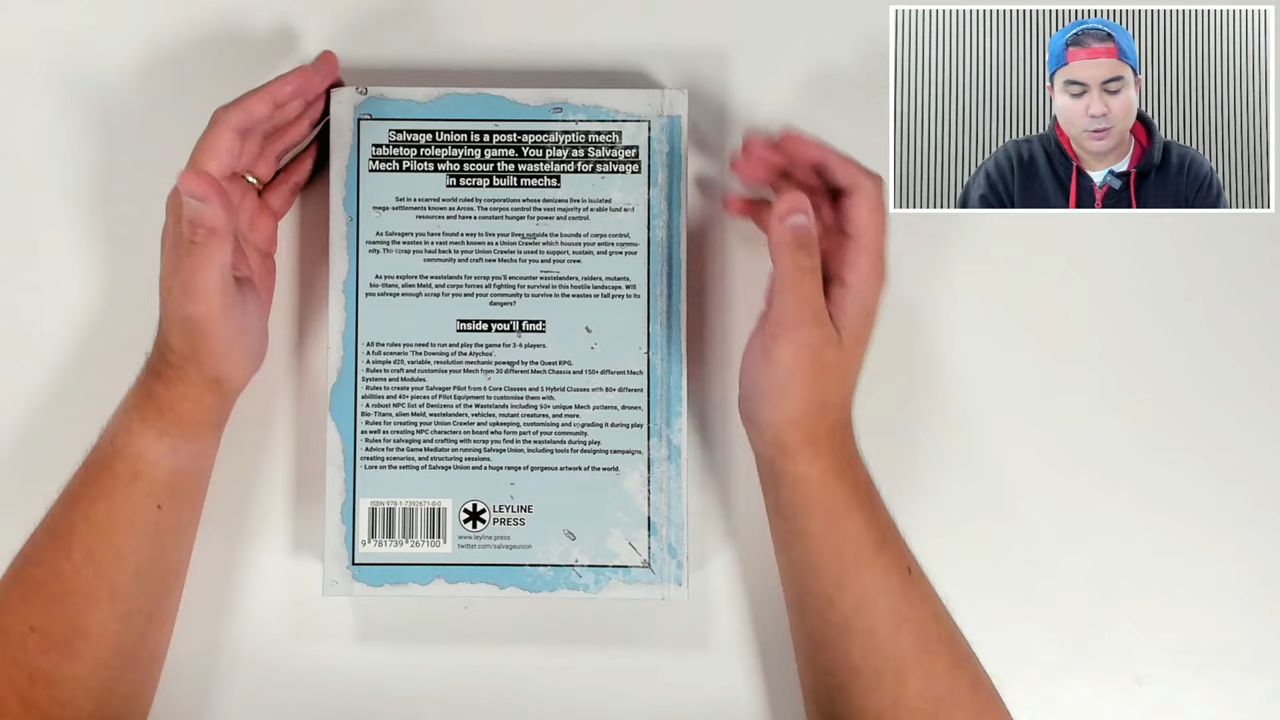 Salvage Union is a post-apocalyptic mech
tabletop roleplaying game. You play as Salvager
Mech Pilots who scour the wasteland for salvage
in scrap built mechs.
Set in a scarred world ruled by corporations whose denizens live in isolated
mega-settlements known as Arcos. The corpos control the vast majority of arable land and
resources and have a constant hunger for power and control.
As Salvagers you have found a way to live your lives outside the bounds of corpo control,
roaming the wastes in a vast mech known as a Union Crawler which houses your entire commu-
nity. The scrap you haul back to your Union Crawler is used to support, sustain, and grow your
community and craft new Mechs for you and your crew.
As you explore the wastelands for scrap you'll encounter wastelanders, raiders, mutants,
bio-titans, alien Meld, and corpo forces all fighting for survival in this hostile landscape. Will
you salvage enough scrap for you and your community to survive in the wastes or fall prey to its
dangers?
Inside you'll find:
· All the rules you need to run and play the game for 3-6 players.
· A full scenario 'The Downing of the Atychos'.
· A simple d20, variable, resolution mechanic powered by the Quest RPG.
· Rules to craft and customise your Mech from 30 different Mech Chassis and 150+ different Mech
Systems and Modules.
· Rules to create your Salvager Pilot from 6 Core Classes and 5 Hybrid Classes with 80+ different
abilities and 40+ pieces of Pilot Equipment to customise them with.
· A robust NPC list of Denizens of the Wastelands including 90+ unique Mech patterns, drones,
Bio-Titans, alien Meld, wastelanders, vehicles, mutant creatures, and more.
· Rules for creating your Union Crawler and upkeeping, customising and upgrading it during play
as well as creating NPC characters on board who form part of your community.
· Rules for salvaging and crafting with scrap you find in the wastelands during play.
· Advice for the Game Mediator on running Salvage Union, including tools for designing campaigns,
creating scenarios, and structuring sessions.
· Lore on the setting of Salvage Union and a huge range of gorgeous artwork of the world.
ISBN 978-1-7392671-0-0
9 781739 267100
LEYLINE
PRESS
www.leyline.press
twitter.com/salvageunion